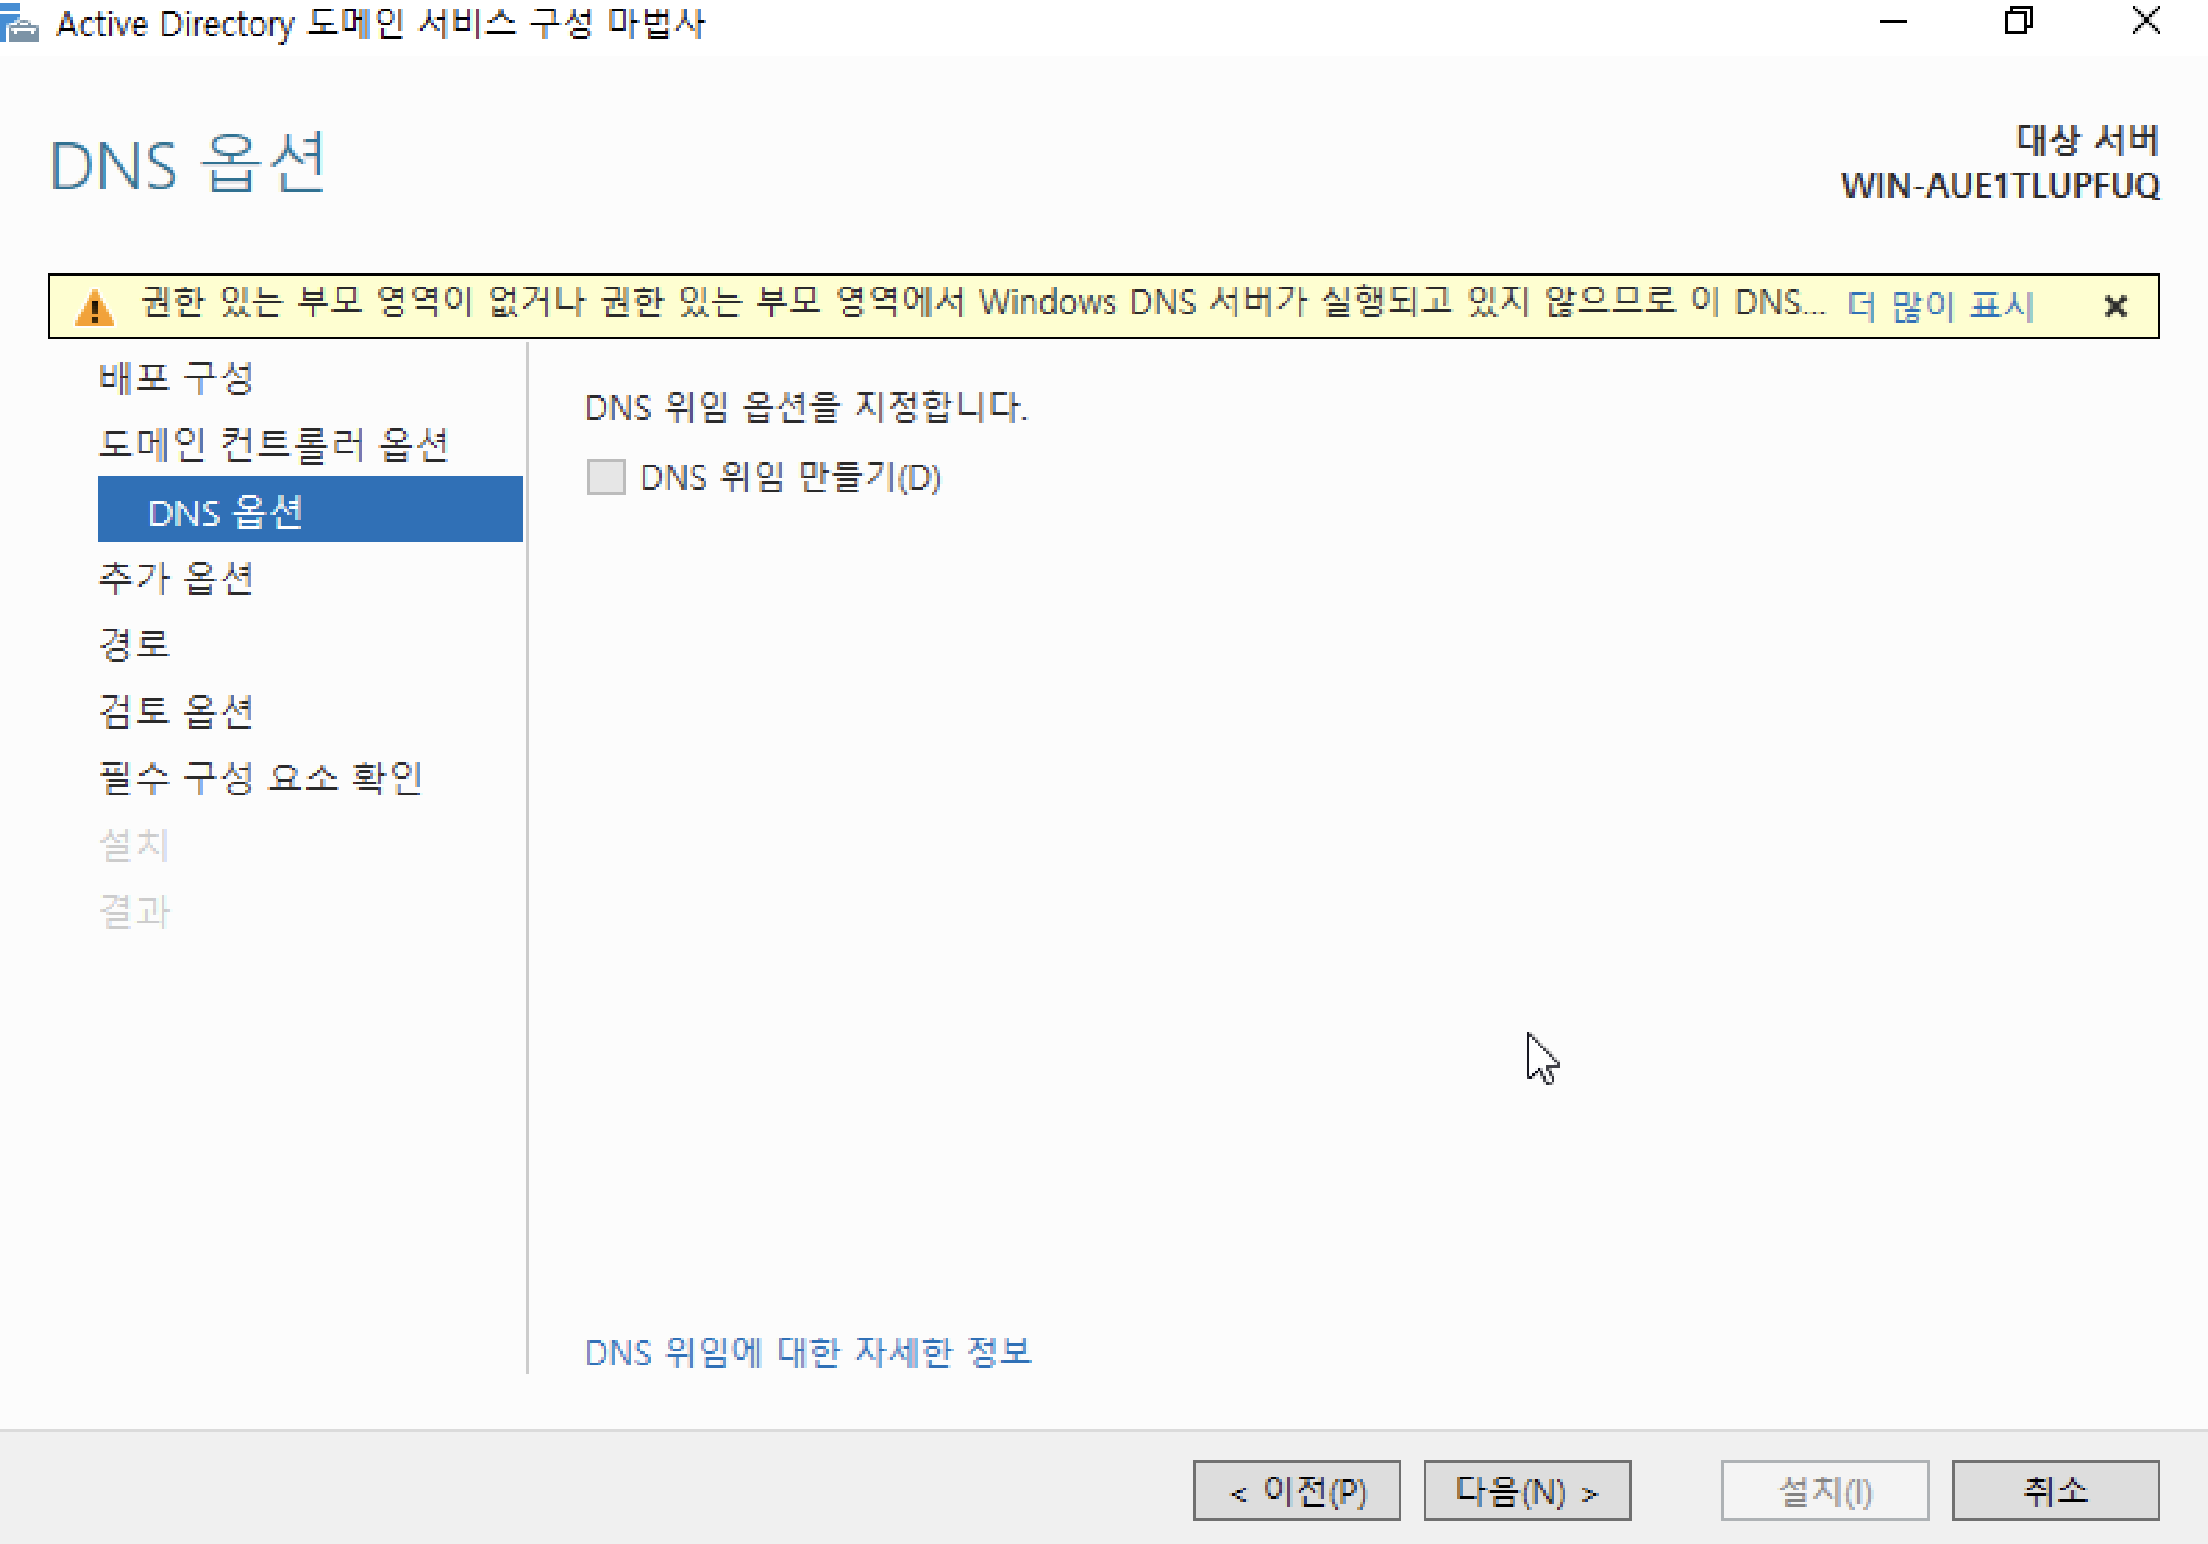 Active Directory 도메인 서비스 구성 마법사
DNS 옵션
대상 서버
WIN-AUE1TLUPFUQ
권한 있는 부모 영역이 없거나 권한 있는 부모 영역에서 Windows DNS 서버가 실행되고 있지 않으므로 이 DNS... 더 많이 표시
배포 구성
도메인 컨트롤러 옵션
DNS 옵션
추가 옵션
경로
검토 옵션
필수 구성 요소 확인
설치
결과
DNS 위임 옵션을 지정합니다.
DNS 위임 만들기(D)
DNS 위임에 대한 자세한 정보
< 이전(P) 다음(N) > 설치(I) 취소